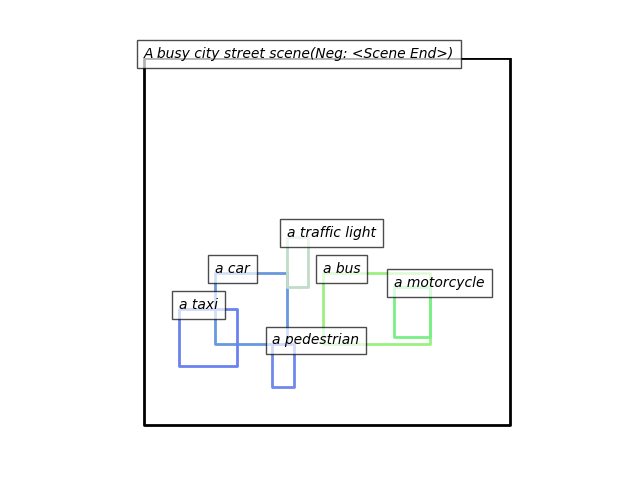 A busy city street scene(Neg: <Scene End>)
a traffic light
a car
a bus
a motorcycle
a taxi
a pedestrian